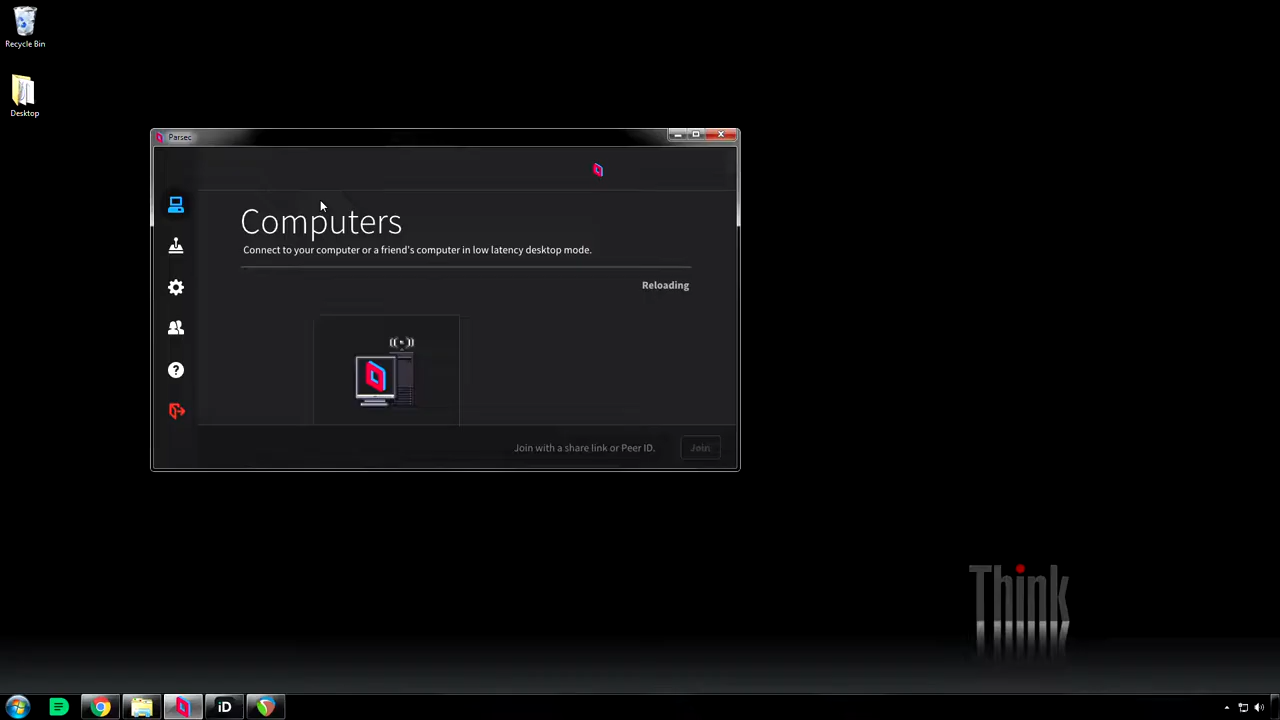 Recycle Bin
Desktop
Parsec
Computers
Connect to your computer or a friend's computer in low latency desktop mode.
Reloading
Join with a share link or Peer ID.
Join
Think
iD